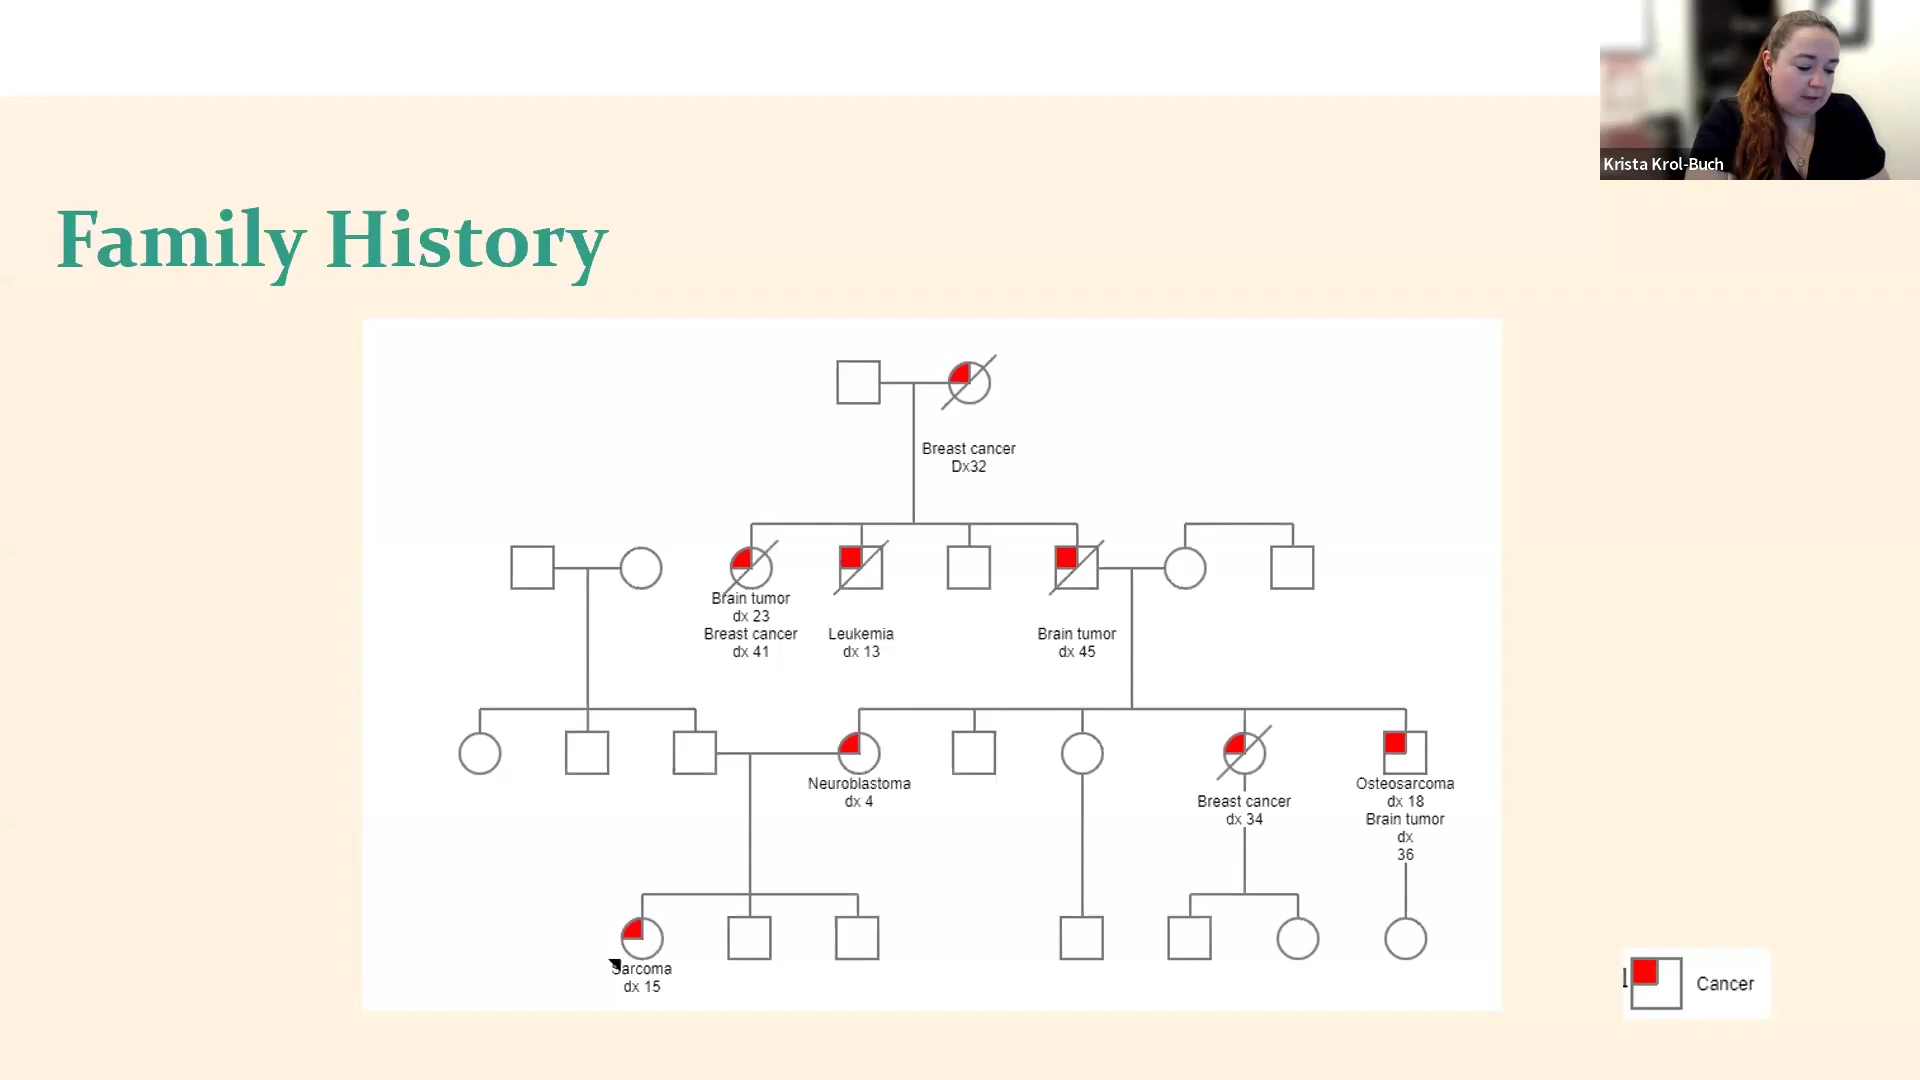 Krista Krol-Buch
Family History
Breast cancer
Dx32
Brain tumor
dx 23
Breast cancer
dx 41
Leukemia
dx 13
Brain tumor
dx 45
Neuroblastoma
dx 4
Breast cancer
dx 34
Osteosarcoma
dx 18
Brain tumor
dx
36
Sarcoma
dx 15
Cancer